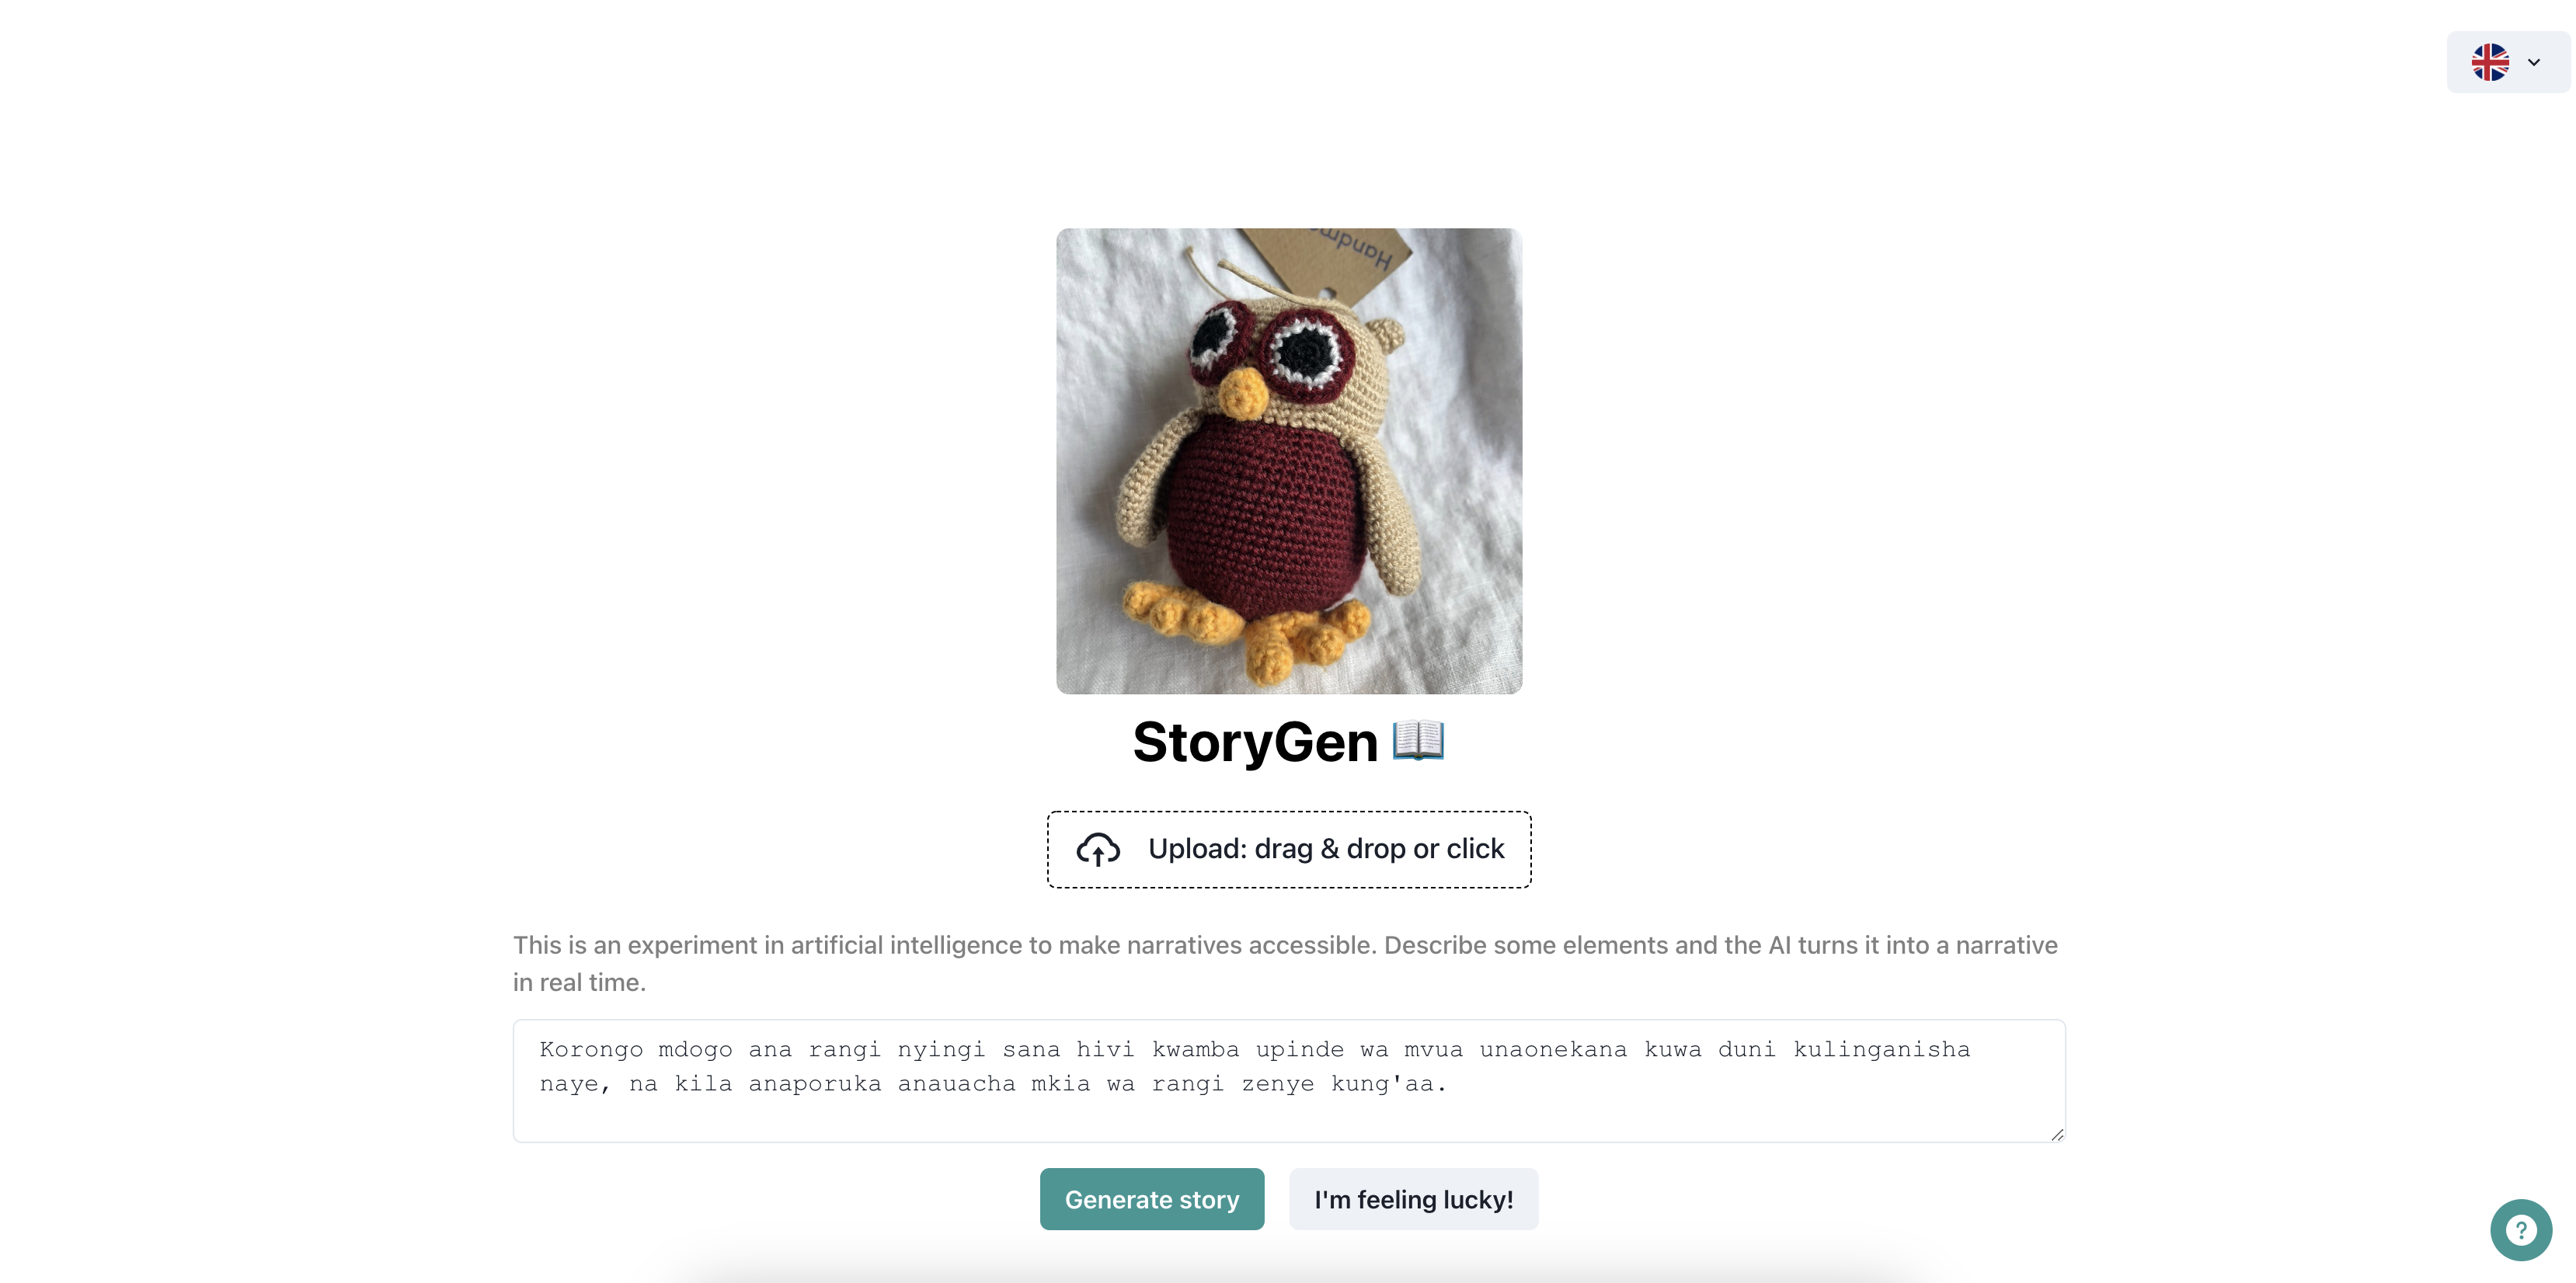 Handm
StoryGen
Upload: drag & drop or click
This is an experiment in artificial intelligence to make narratives accessible. Describe some elements and the AI turns it into a narrative
in real time.
Korongo mdogo ana rangi nyingi sana hivi kwamba upinde wa mvua unaonekana kuwa duni kulinganisha
naye, na kila anaporuka anauacha mkia wa rangi zenye kung'aa.
Generate story
I'm feeling lucky!
?